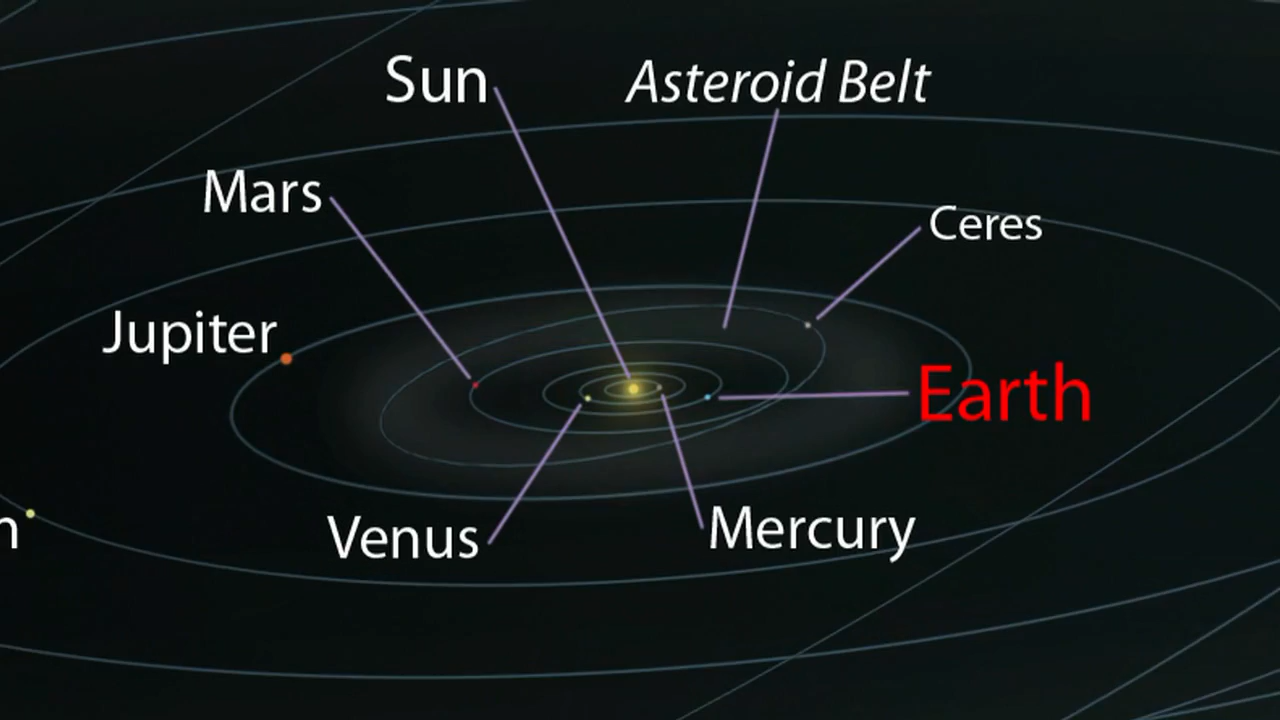 Sun
Asteroid Belt
Mars
Ceres
Jupiter
Earth
n
Venus
Mercury